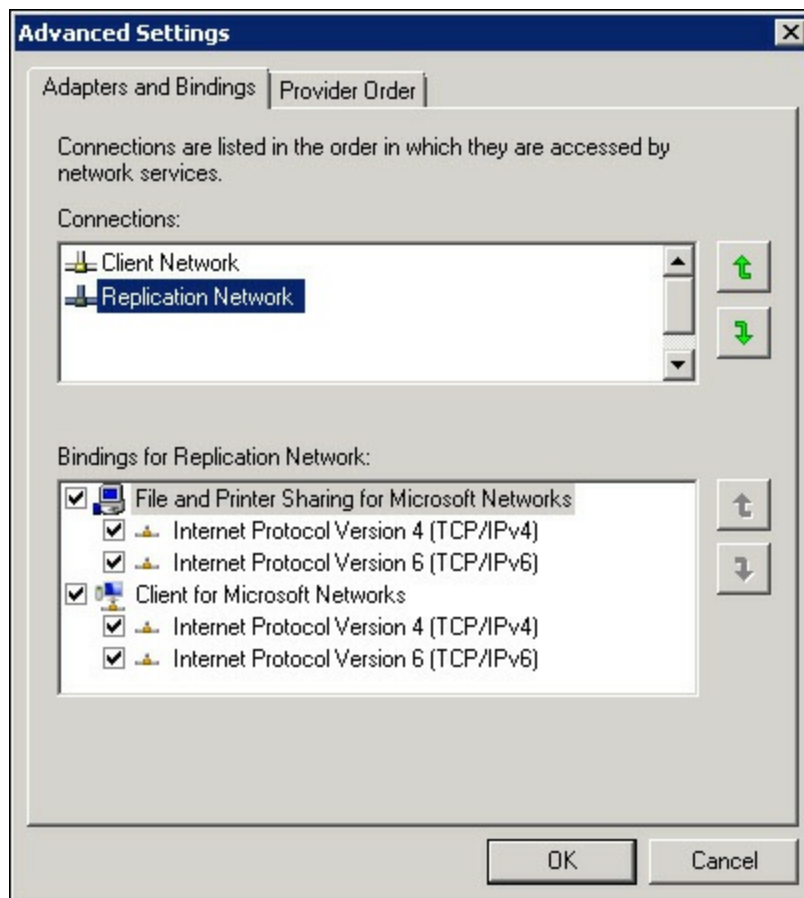 Advanced Settings
Adapters and Bindings
Provider Order
Connections are listed in the order in which they are accessed by
network services.
Connections:
Client Network
Replication Network
Bindings for Replication Network:
File and Printer Sharing for Microsoft Networks
Internet Protocol Version 4 (TCP/IPv4)
Internet Protocol Version 6 (TCP/IPv6)
Client for Microsoft Networks
Internet Protocol Version 4 (TCP/IPv4)
Internet Protocol Version 6 (TCP/IPv6)
OK
Cancel